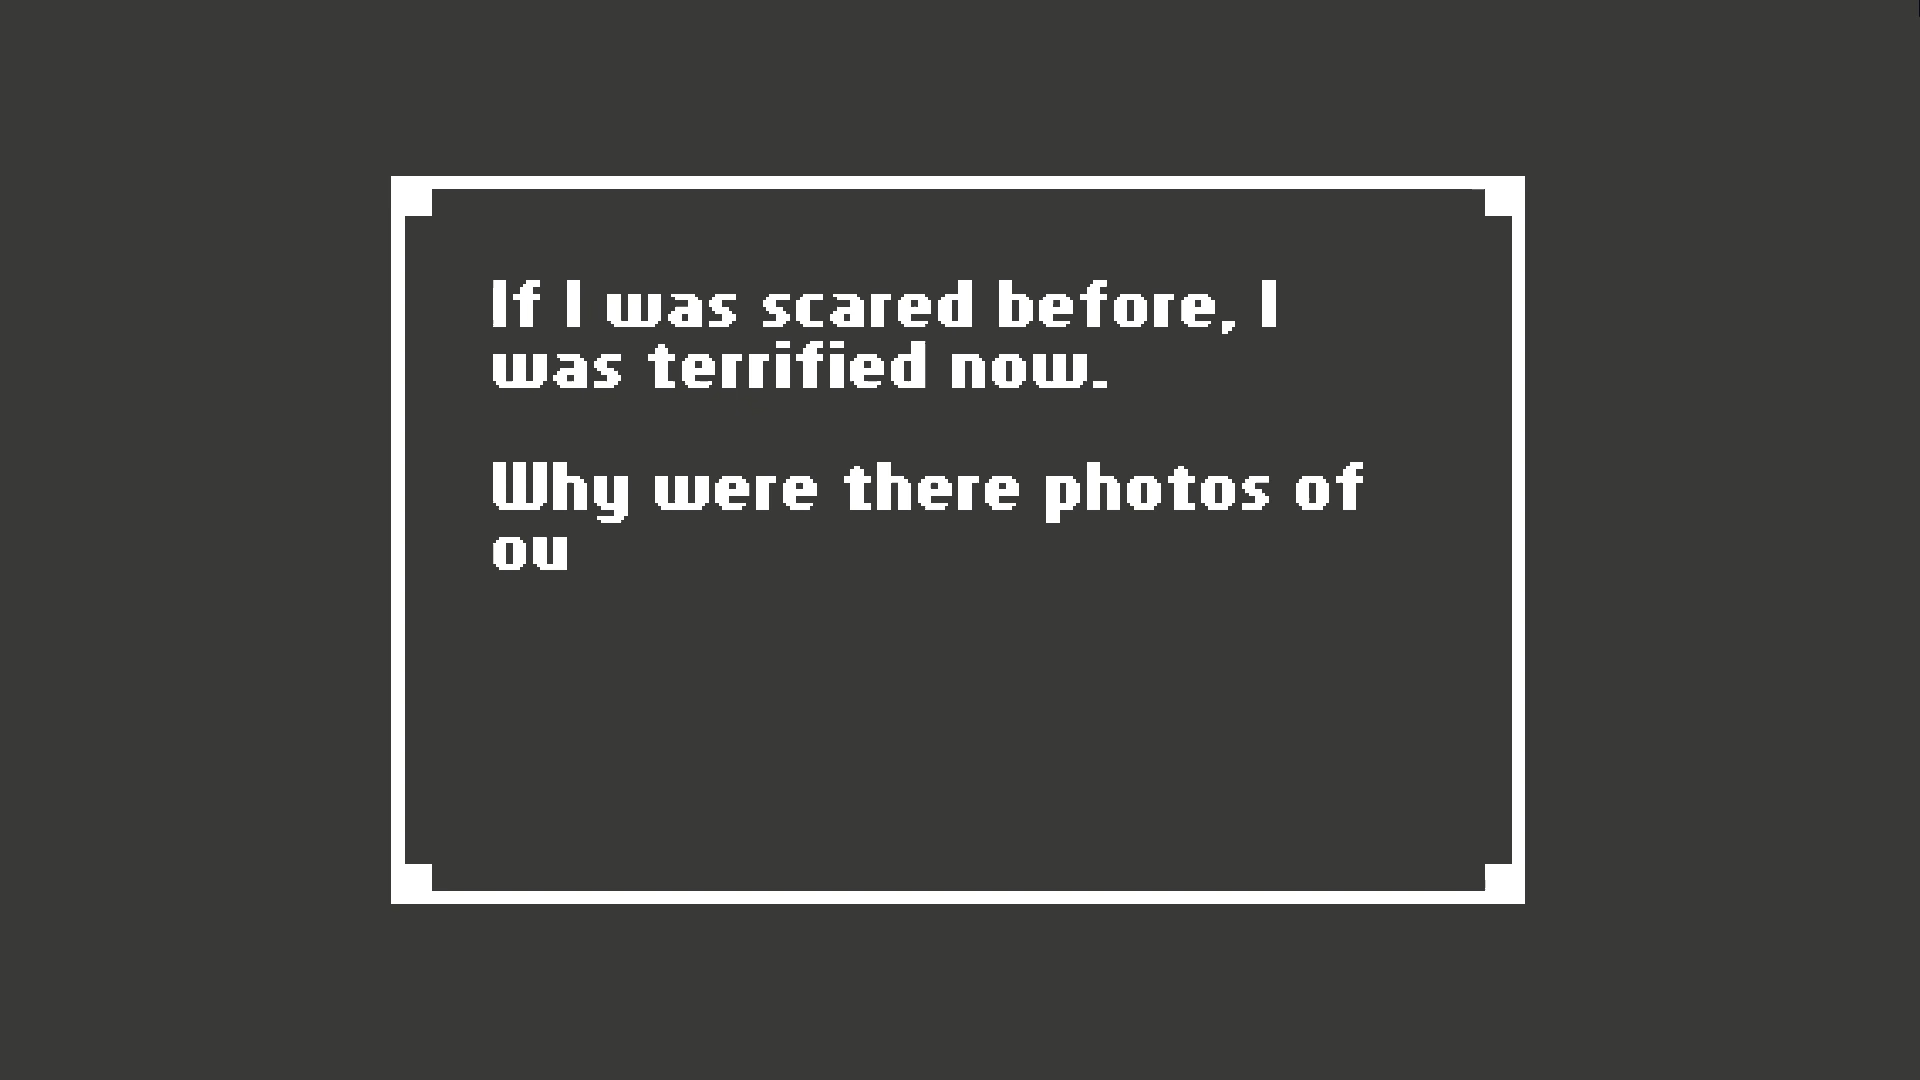 If I was scared before, I
was terrified now.
Why were there photos of
ou